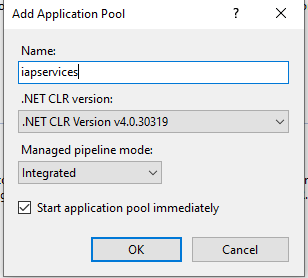 Add Application Pool
Name:
iapservices
.NET CLR version:
.NET CLR Version v4.0.30319
Managed pipeline mode:
Integrated
Start application pool immediately
OK
Cancel